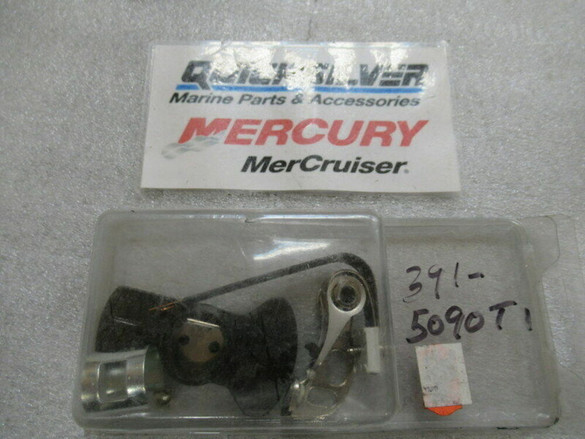 QUICKSILVER
Marine Parts & Accessories
MERCURY
MerCruiser®
391-
5090T1